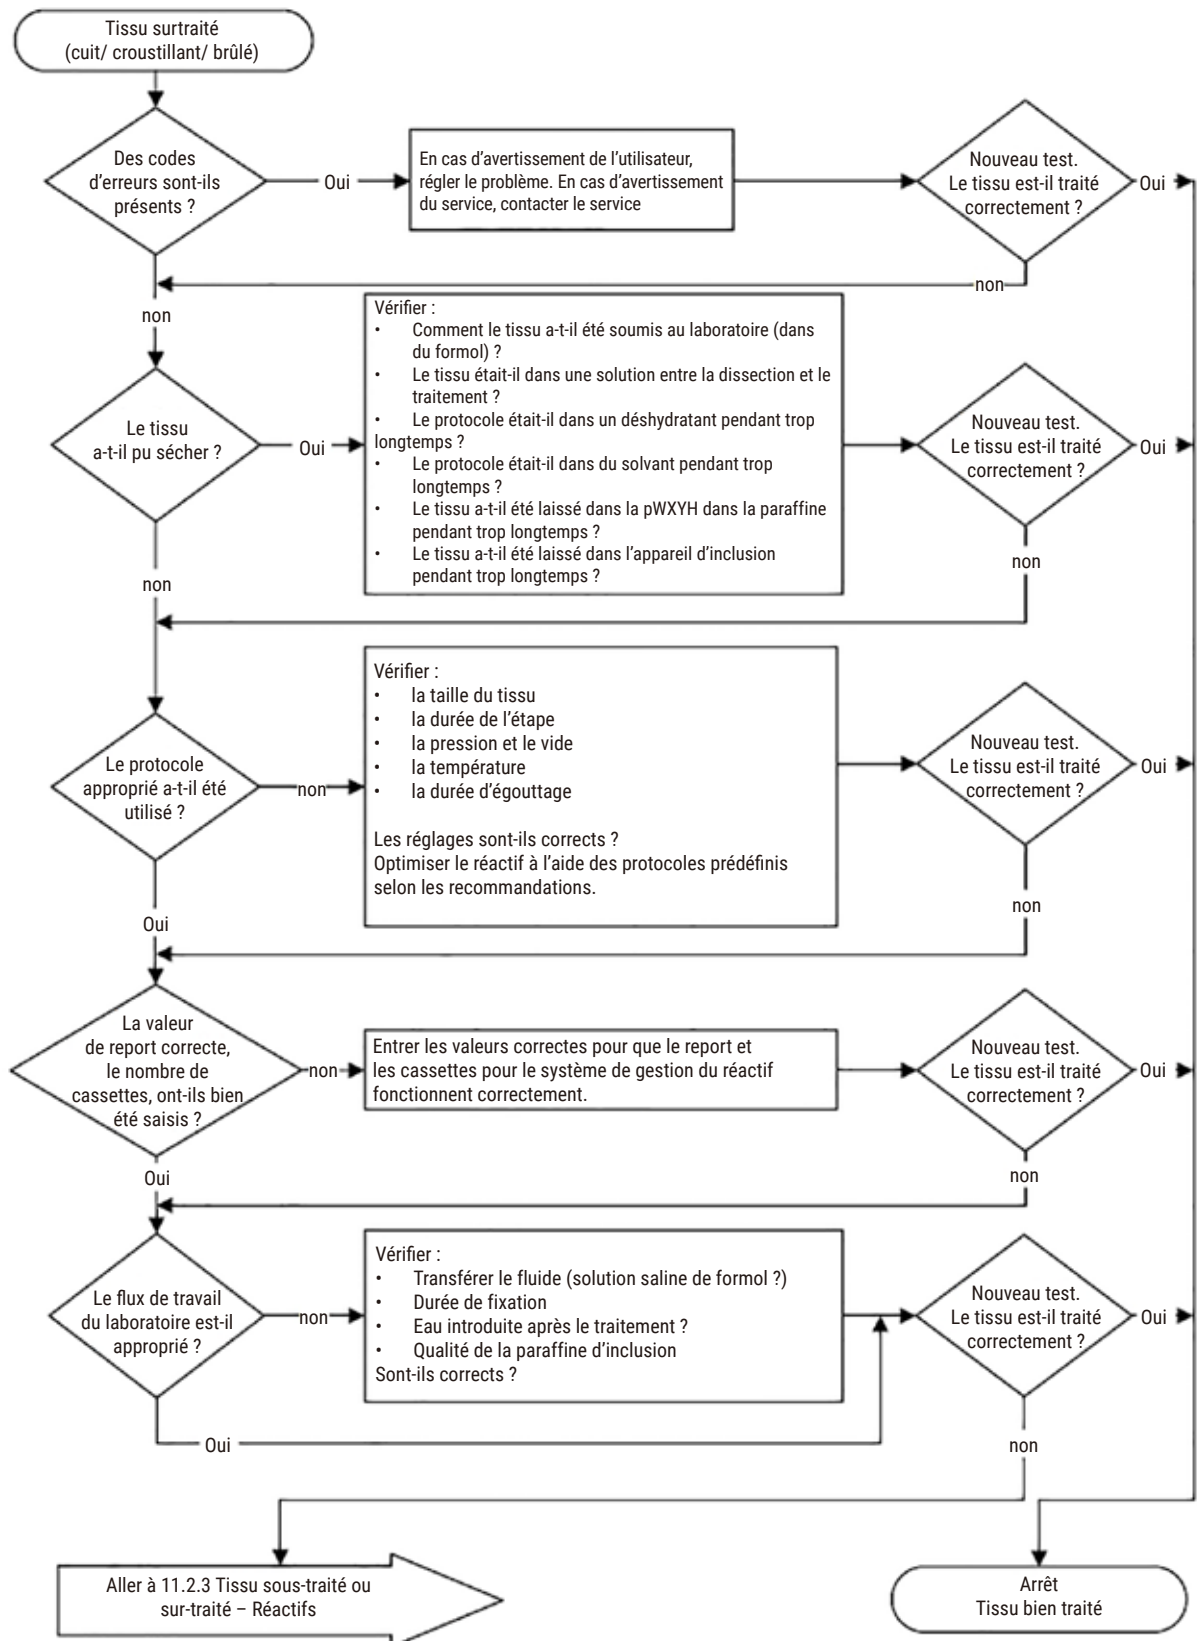 Tissu surtraité
(cuit/ croustillant/ brûlé)
Des codes
d'erreurs sont-ils
présents ?
Oui
En cas d'avertissement de l'utilisateur,
régler le problème. En cas d'avertissement
du service, contacter le service
Nouveau test.
Le tissu est-il traité
correctement ?
Oui
non
non
Vérifier :
• Comment le tissu a-t-il été soumis au laboratoire (dans
du formol) ?
• Le tissu était-il dans une solution entre la dissection et le
traitement ?
• Le protocole était-il dans un déshydratant pendant trop
longtemps ?
• Le protocole était-il dans du solvant pendant trop
longtemps ?
• Le tissu a-t-il été laissé dans la pWXYH dans la paraffine
pendant trop longtemps ?
• Le tissu a-t-il été laissé dans l'appareil d'inclusion
pendant trop longtemps ?
Le tissu
a-t-il pu sécher ?
Oui
Nouveau test.
Le tissu est-il traité
correctement ?
Oui
non
non
Vérifier :
• la taille du tissu
• la durée de l'étape
• la pression et le vide
• la température
• la durée d'égouttage
Les réglages sont-ils corrects ?
Optimiser le réactif à l'aide des protocoles prédéfinis
selon les recommandations.
Le protocole
approprié a-t-il été
utilisé ?
non
Nouveau test.
Le tissu est-il traité
correctement ?
Oui
non
Oui
La valeur
de report correcte,
le nombre de
cassettes, ont-ils bien
été saisis ?
non
Entrer les valeurs correctes pour que le report et
les cassettes pour le système de gestion du réactif
fonctionnent correctement.
Nouveau test.
Le tissu est-il traité
correctement ?
Oui
non
Oui
Le flux de travail
du laboratoire est-il
approprié ?
non
Vérifier :
• Transférer le fluide (solution saline de formol ?)
• Durée de fixation
• Eau introduite après le traitement ?
• Qualité de la paraffine d'inclusion
Sont-ils corrects ?
Nouveau test.
Le tissu est-il traité
correctement ?
Oui
Oui
non
Aller à 11.2.3 Tissu sous-traité ou
sur-traité – Réactifs
Arrêt
Tissu bien traité